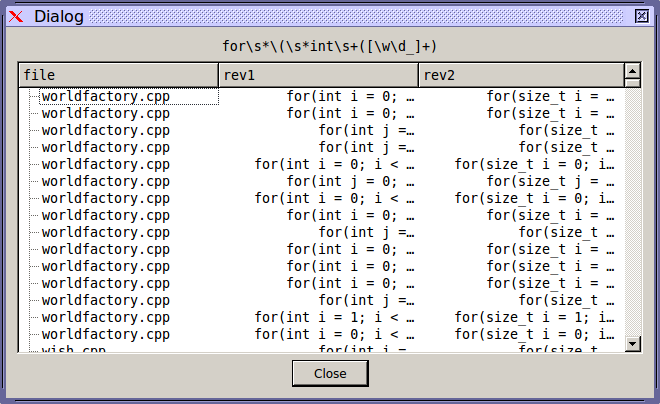 Dialog
for\s*\(\s*int\s+([\w\d_]+)
file rev1 rev2
worldfactory.cpp for(int i = 0; … for(size_t i = …
worldfactory.cpp for(int i = 0; … for(size_t i = …
worldfactory.cpp for(int j =… for(size_t …
worldfactory.cpp for(int j =… for(size_t …
worldfactory.cpp for(int i = 0; i < … for(size_t i = 0; i…
worldfactory.cpp for(int j = 0; … for(size_t j = …
worldfactory.cpp for(int i = 0; i < … for(size_t i = 0; i…
worldfactory.cpp for(int i = 0; … for(size_t i = …
worldfactory.cpp for(int j =… for(size_t …
worldfactory.cpp for(int i = 0; … for(size_t i = …
worldfactory.cpp for(int i = 0; … for(size_t i = …
worldfactory.cpp for(int i = 0; … for(size_t i = …
worldfactory.cpp for(int j =… for(size_t …
worldfactory.cpp for(int i = 1; i < … for(size_t i = 1; i…
worldfactory.cpp for(int i = 0; i < … for(size_t i = 0; i…
wish.cpp for(int i =… for(size_t …
Close